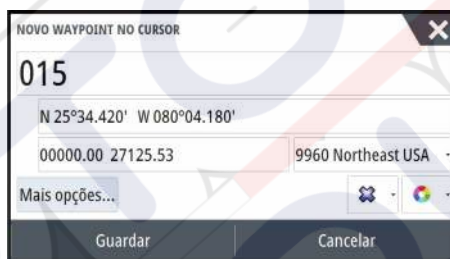 NOVO WAYPOINT NO CURSOR
015
N 25°34.420' W 080°04.180'
00000.00 27125.53 9960 Northeast USA
Mais opções...
Guardar Cancelar